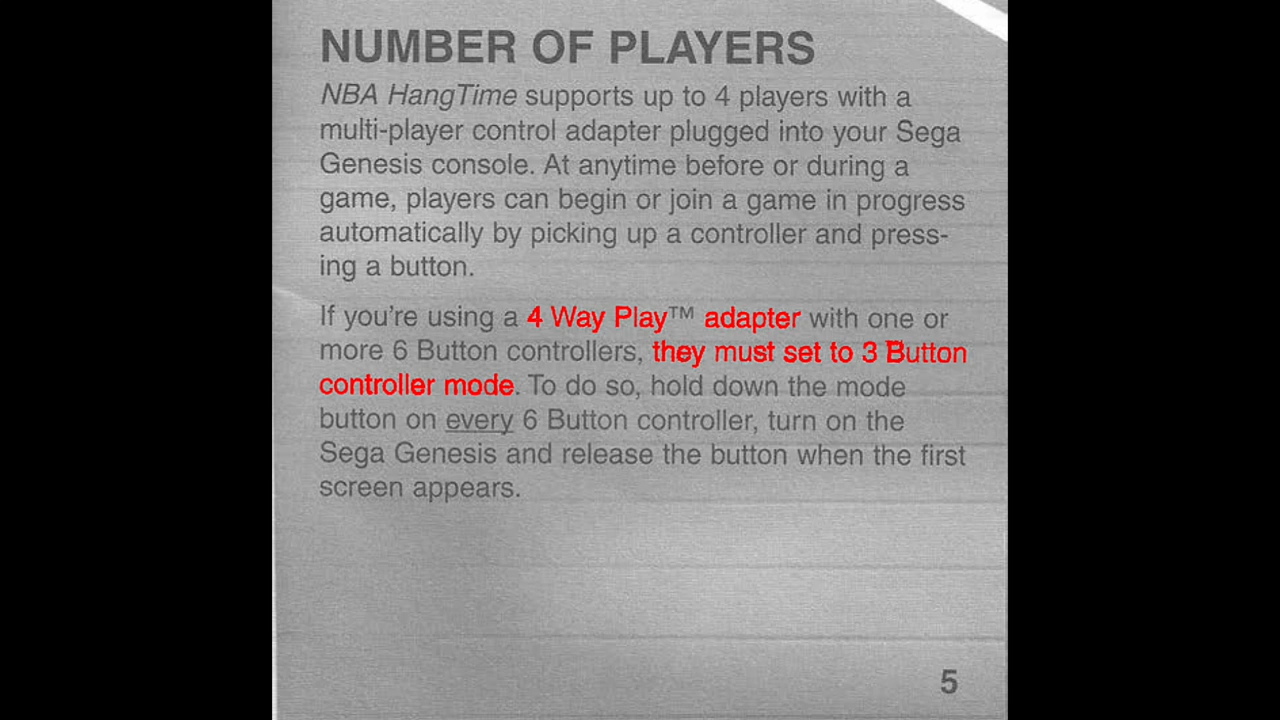 NUMBER OF PLAYERS
NBA HangTime supports up to 4 players with a
multi-player control adapter plugged into your Sega
Genesis console. At anytime before or during a
game, players can begin or join a game in progress
automatically by picking up a controller and press-
ing a button.
If you're using a 4 Way Play™ adapter with one or
more 6 Button controllers, they must set to 3 Button
controller mode. To do so, hold down the mode
button on every 6 Button controller, turn on the
Sega Genesis and release the button when the first
screen appears.
5